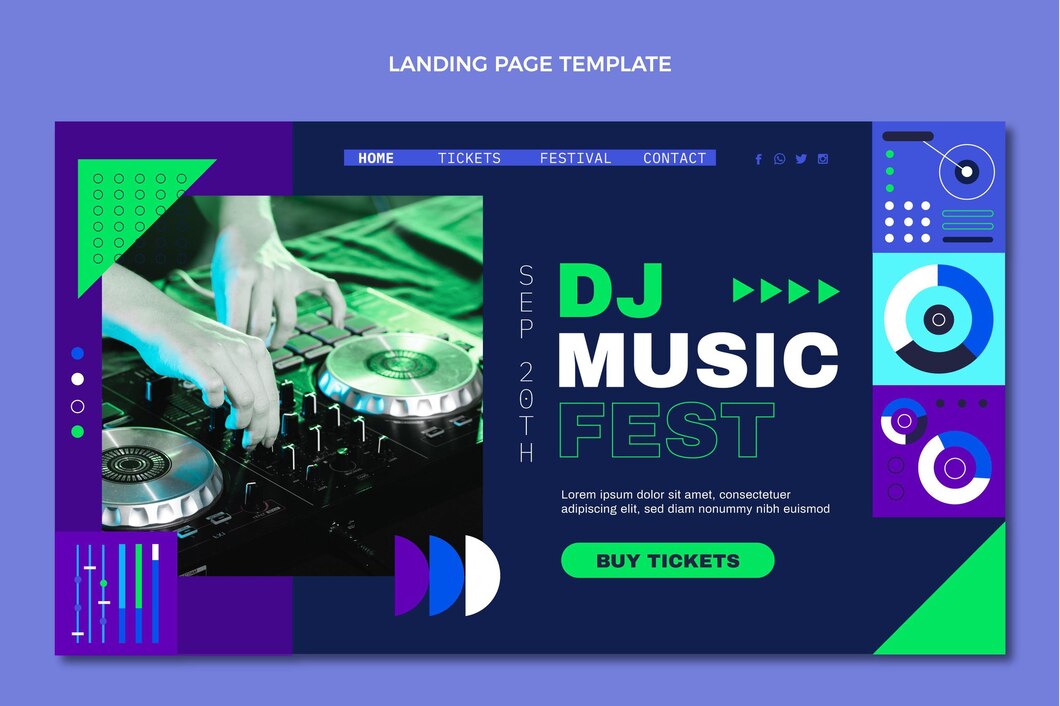 LANDING PAGE TEMPLATE
HOME TICKETS FESTIVAL CONTACT
SEP 20TH
DJ
MUSIC
FEST
Lorem ipsum dolor sit amet, consectetuer
adipiscing elit, sed diam nonummy nibh euismod
BUY TICKETS